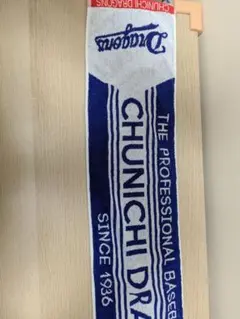 CHUNICHI DRAGONS
Dragons
THE PROFESSIONAL BASEB
CHUNICHI DRA
SINCE 1936